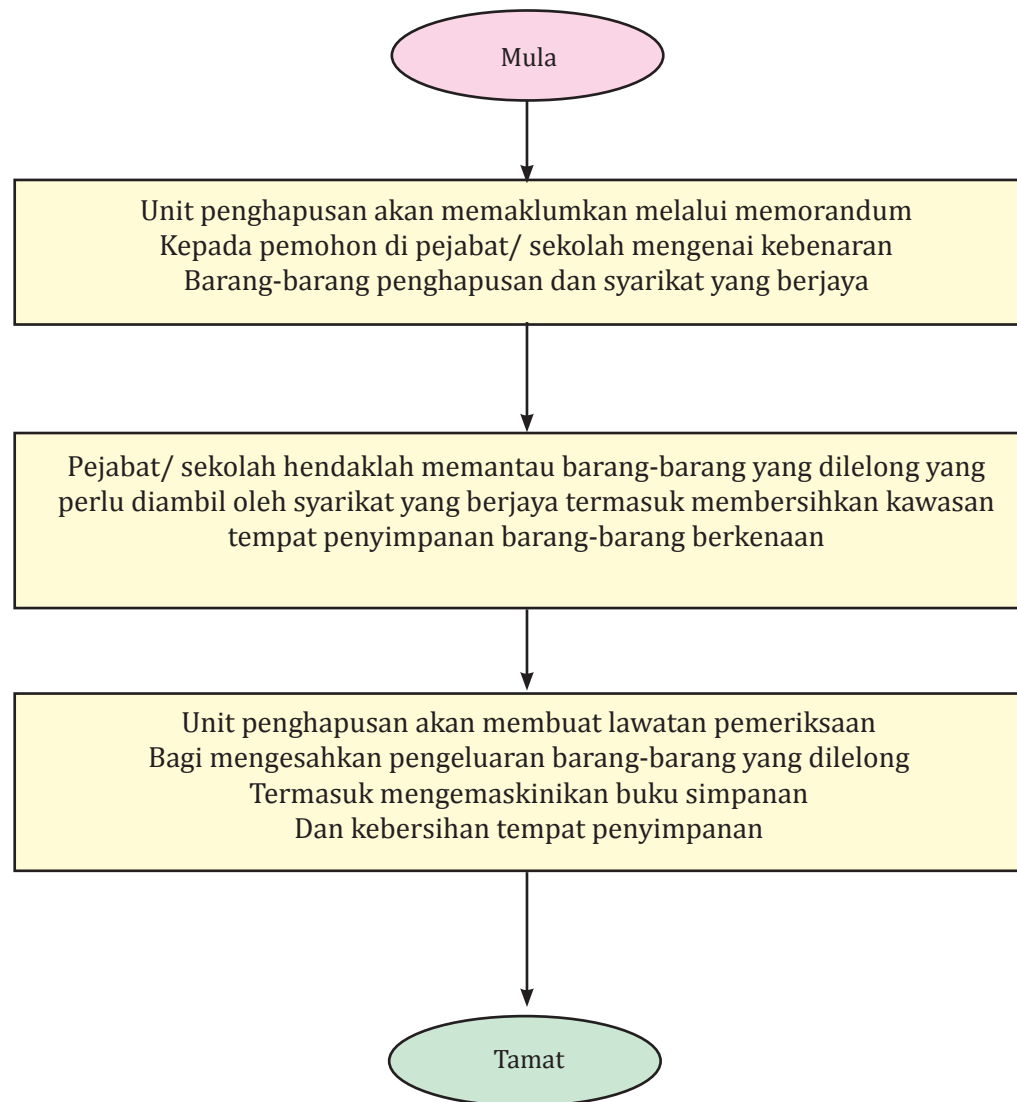 Mula
Unit penghapusan akan memaklumkan melalui memorandum
Kepada pemohon di pejabat/ sekolah mengenai kebenaran
Barang-barang penghapusan dan syarikat yang berjaya
Pejabat/ sekolah hendaklah memantau barang-barang yang dilelong yang
perlu diambil oleh syarikat yang berjaya termasuk membersihkan kawasan
tempat penyimpanan barang-barang berkenaan
Unit penghapusan akan membuat lawatan pemeriksaan
Bagi mengesahkan pengeluaran barang-barang yang dilelong
Termasuk mengemaskinikan buku simpanan
Dan kebersihan tempat penyimpanan
Tamat